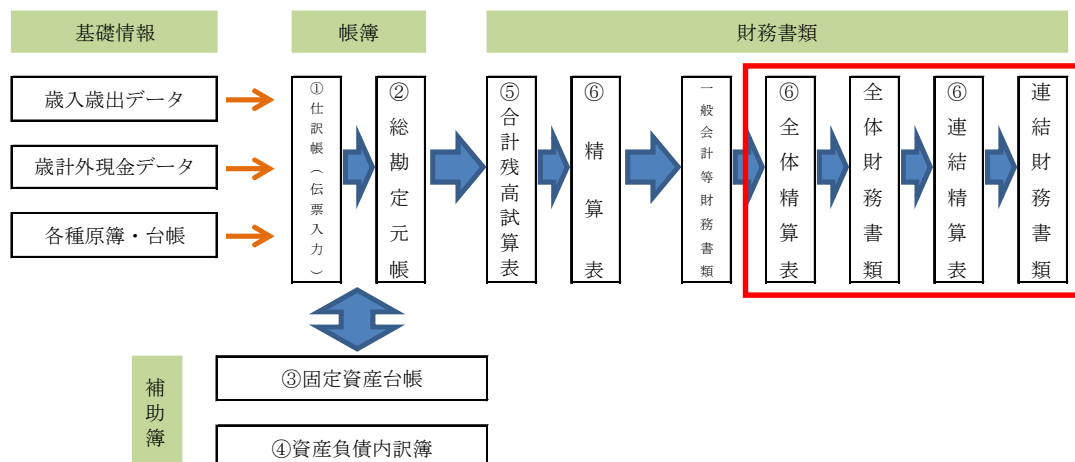 基礎情報
帳簿
財務書類
歳入歳出データ
歳計外現金データ
各種原簿・台帳
①仕訳帳（伝票入力）
②総勘定元帳
⑤合計残高試算表
⑥精算表
一般会計等財務書類
⑥全体精算表
全体財務書類
⑥連結精算表
連結財務書類
補助簿
③固定資産台帳
④資産負債内訳簿